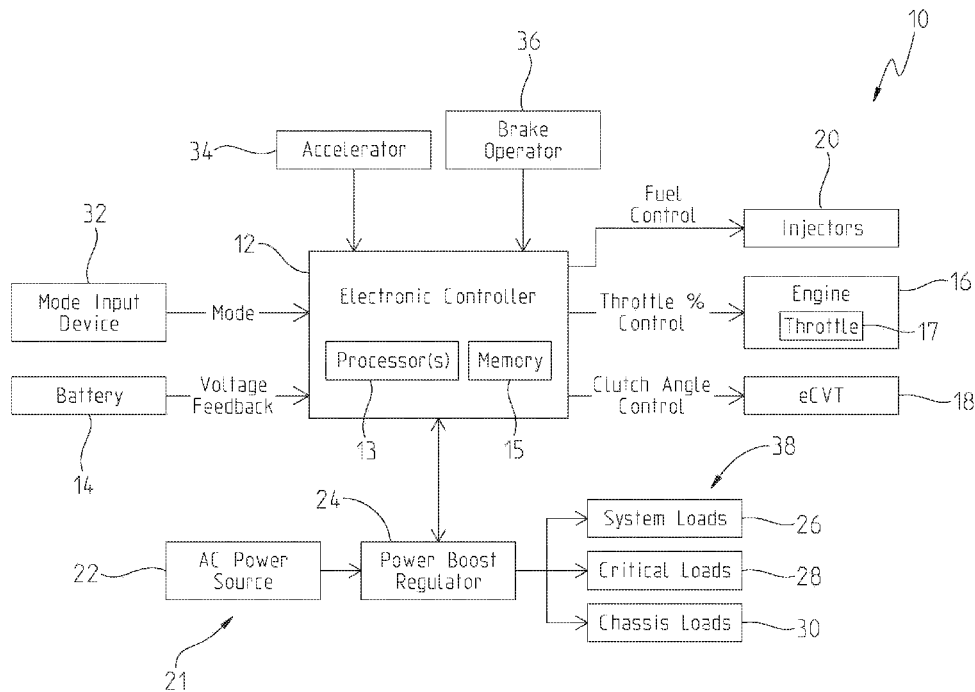 10
36
Brake
Operator
34
Accelerator
20
Fuel
Control
Injectors
32
12
Mode Input
Device
Mode
Electronic Controller
Throttle %
Control
Engine
16
Throttle
17
Processor(s)
Memory
Battery
Voltage
Feedback
Clutch Angle
Control
eCVT
18
14
13
15
38
24
System Loads
26
22
AC Power
Source
Power Boost
Regulator
Critical Loads
28
Chassis Loads
30
21